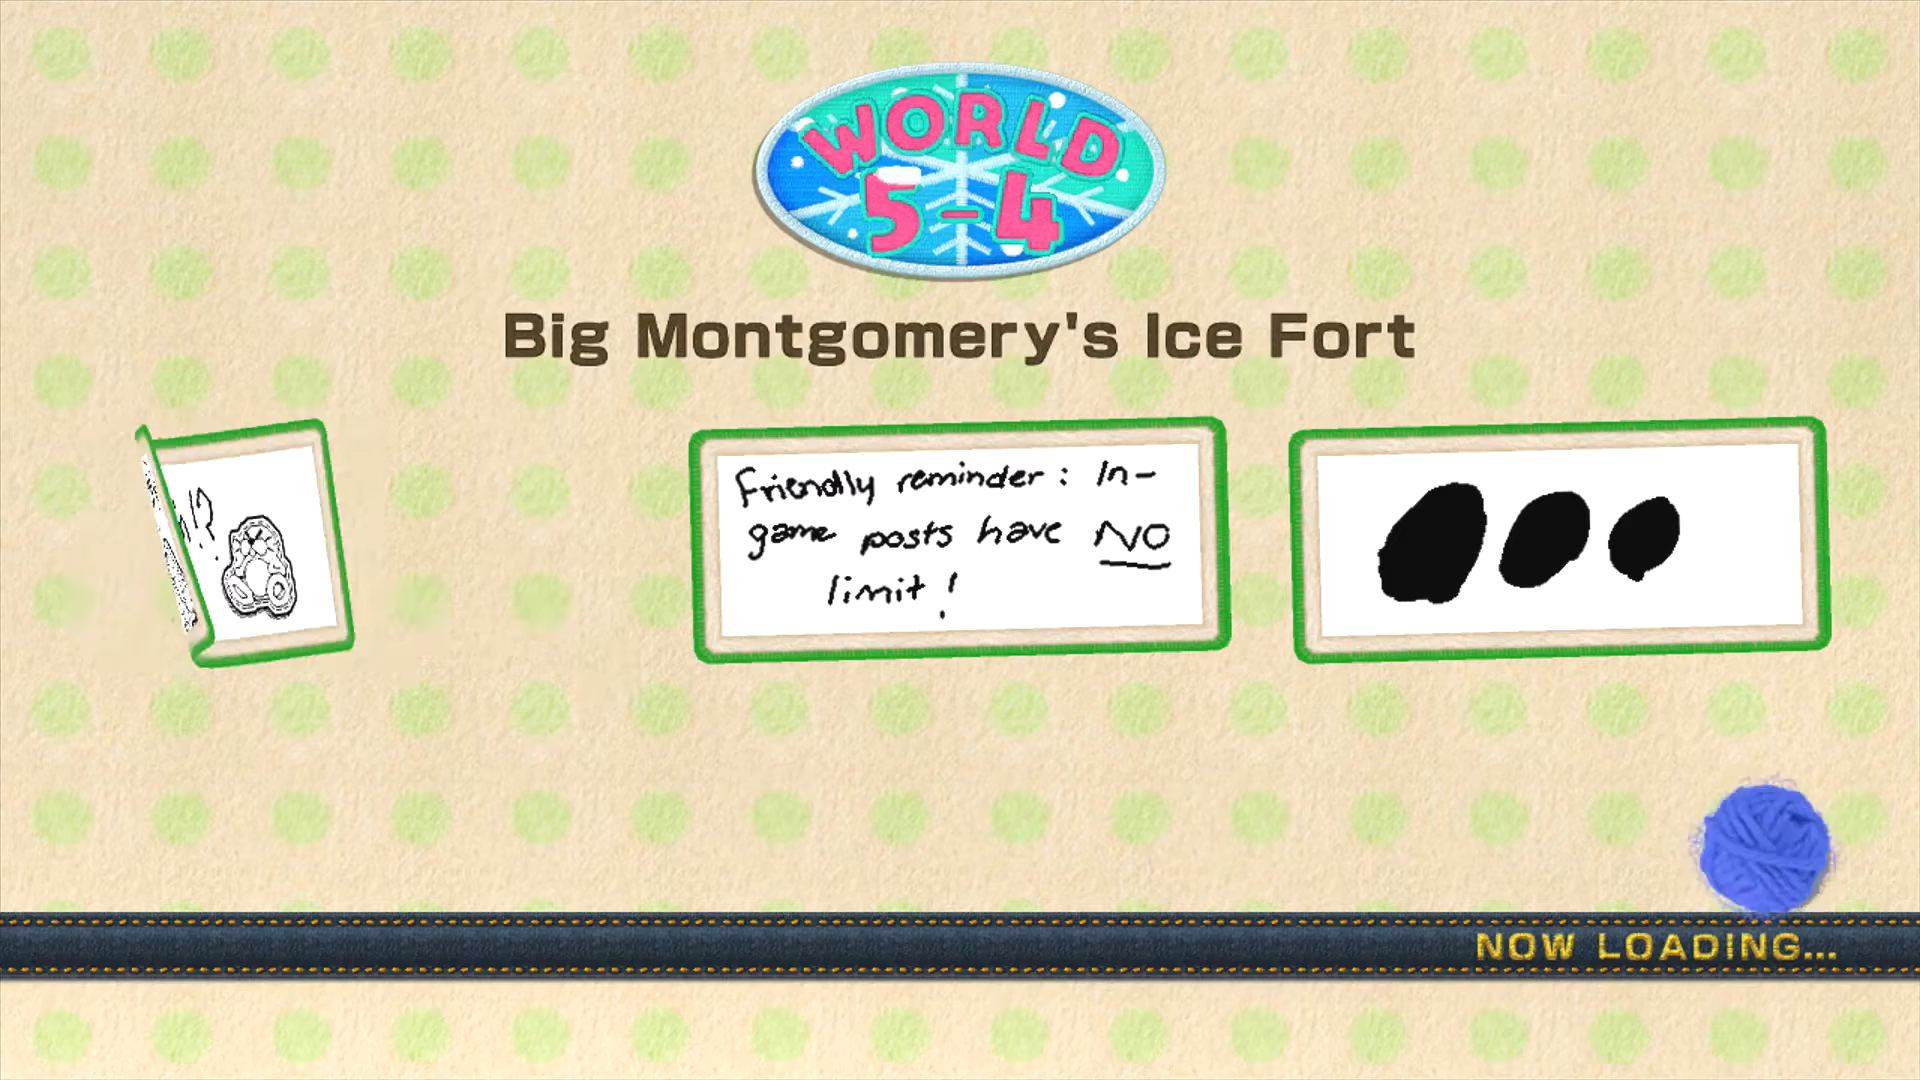 WORLD
5-4
Big Montgomery's Ice Fort
!?
Friendly reminder: In-
game posts have NO
limit!
NOW LOADING...